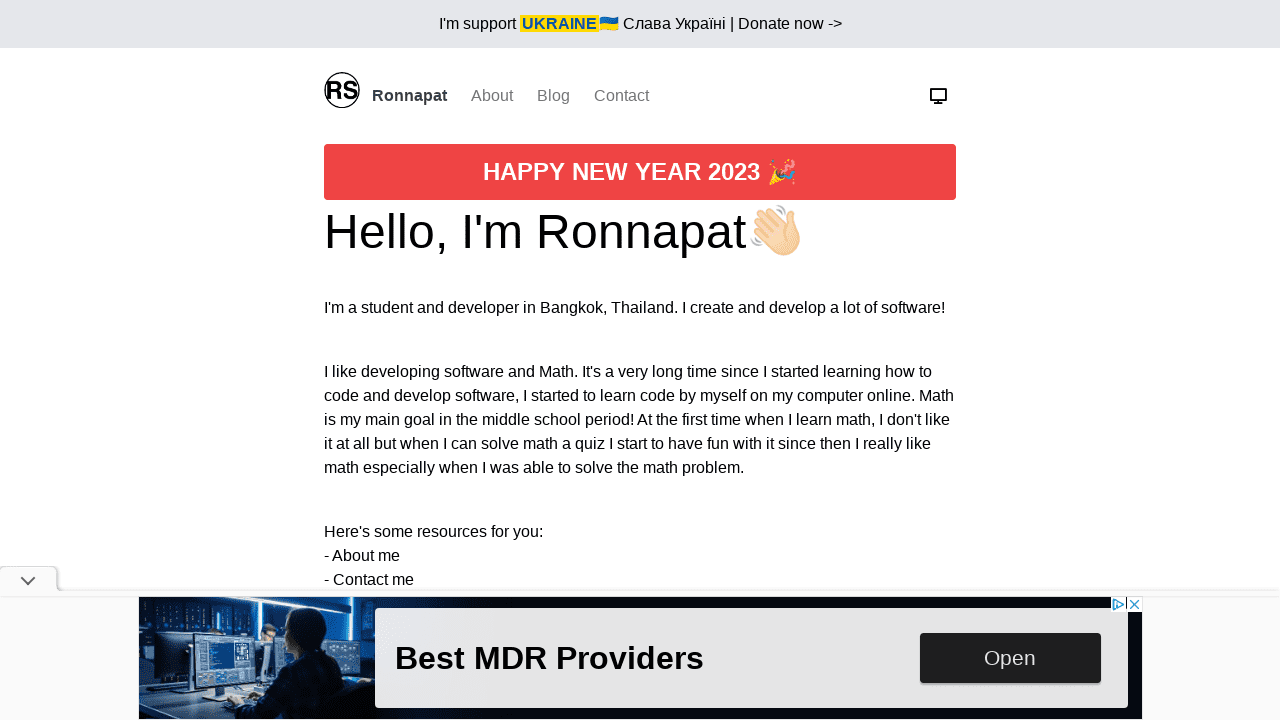 I'm support UKRAINE🇺🇦 Слава Україні | Donate now ->
RS Ronnapat About Blog Contact
HAPPY NEW YEAR 2023 🎉
Hello, I'm Ronnapat👋🏻
I'm a student and developer in Bangkok, Thailand. I create and develop a lot of software!
I like developing software and Math. It's a very long time since I started learning how to
code and develop software, I started to learn code by myself on my computer online. Math
is my main goal in the middle school period! At the first time when I learn math, I don't like
it at all but when I can solve math a quiz I start to have fun with it since then I really like
math especially when I was able to solve the math problem.
Here's some resources for you:
- About me
- Contact me
Best MDR Providers
Open